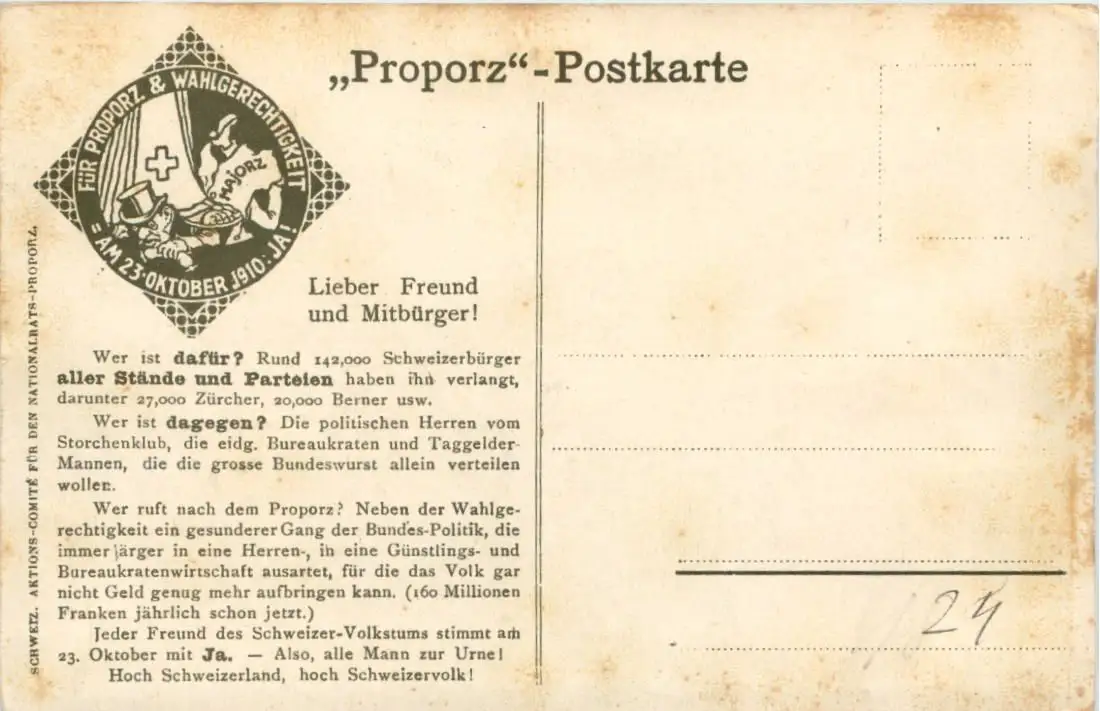 „Proporz“-Postkarte
FÜR PROPORZ & WAHLGERECHTIGKEIT
MAJORZ
= AM 23. OKTOBER 1910: JA!
Lieber Freund
und Mitbürger!
Wer ist dafür? Rund 142,000 Schweizerbürger
aller Stände und Parteien haben ihn verlangt,
darunter 27,000 Zürcher, 20,000 Berner usw.
Wer ist dagegen? Die politischen Herren vom
Storchenklub, die eidg. Bureaukraten und Taggelder-
Mannen, die die grosse Bundeswurst allein verteilen
wollen.
Wer ruft nach dem Proporz? Neben der Wahlge-
rechtigkeit ein gesunderer Gang der Bundes-Politik, die
immer ärger in eine Herren-, in eine Günstlings- und
Bureaukratenwirtschaft ausartet, für die das Volk gar
nicht Geld genug mehr aufbringen kann. (160 Millionen
Franken jährlich schon jetzt.)
Jeder Freund des Schweizer-Volkstums stimmt am
23. Oktober mit Ja. — Also, alle Mann zur Urne!
Hoch Schweizerland, hoch Schweizervolk!
SCHWEIZ. AKTIONS-COMITÉ FÜR DEN NATIONALRATS-PROPORZ.
24